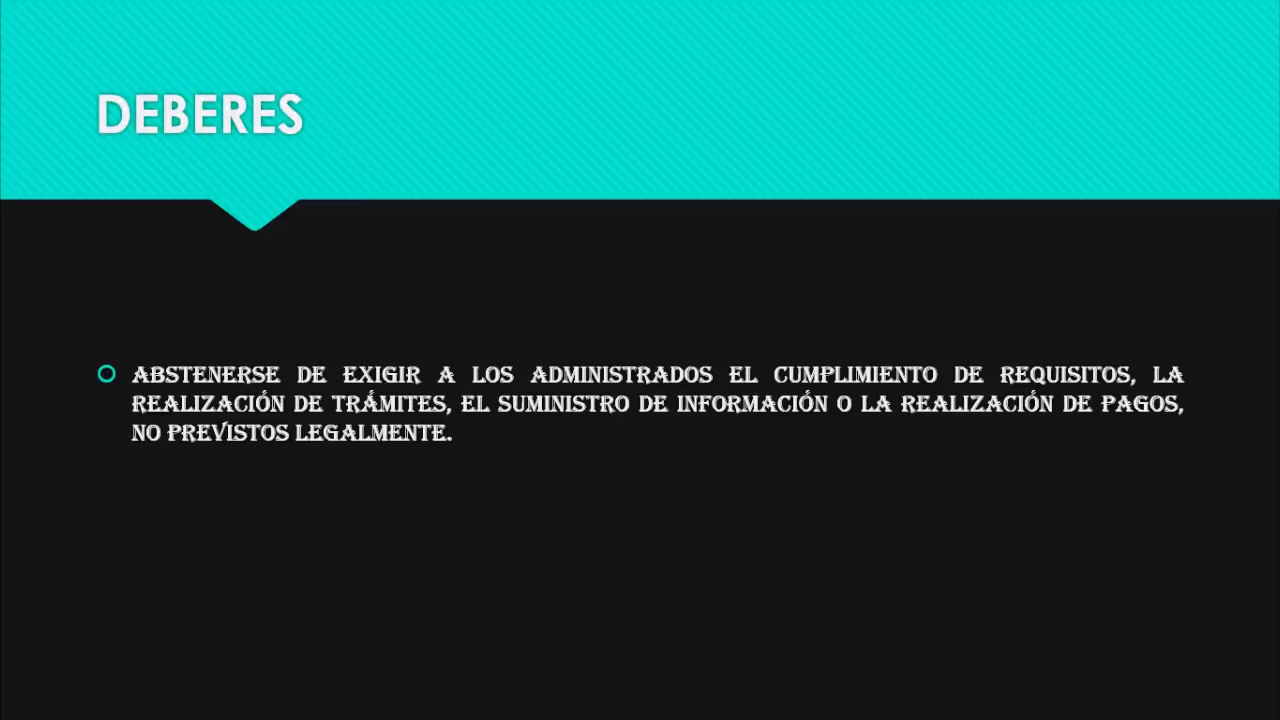 DEBERES
ABSTENERSE DE EXIGIR A LOS ADMINISTRADOS EL CUMPLIMIENTO DE REQUISITOS, LA
REALIZACIÓN DE TRÁMITES, EL SUMINISTRO DE INFORMACIÓN O LA REALIZACIÓN DE PAGOS,
NO PREVISTOS LEGALMENTE.